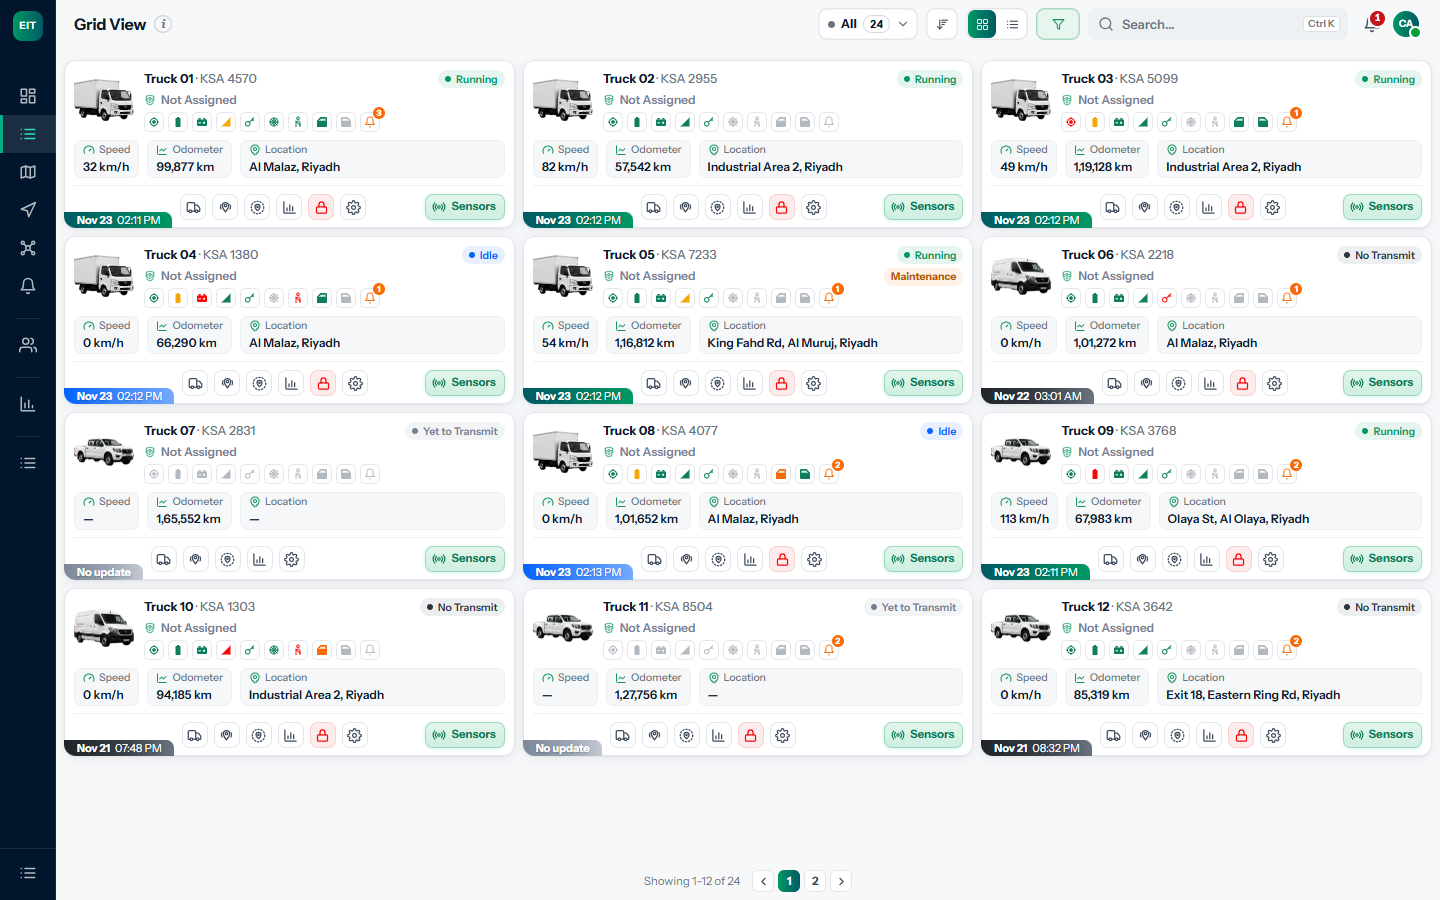 EIT
Grid View
All 24
Search...
Ctrl K
1
CA
Truck 01 · KSA 4570
Running
Not Assigned
3
Speed
Odometer
Location
32 km/h
99,877 km
Al Malaz, Riyadh
Nov 23 02:11 PM
Sensors
Truck 02 · KSA 2955
Running
Not Assigned
Speed
Odometer
Location
82 km/h
57,542 km
Industrial Area 2, Riyadh
Nov 23 02:12 PM
Sensors
Truck 03 · KSA 5099
Running
Not Assigned
1
Speed
Odometer
Location
49 km/h
1,19,128 km
Industrial Area 2, Riyadh
Nov 23 02:12 PM
Sensors
Truck 04 · KSA 1380
Idle
Not Assigned
1
Speed
Odometer
Location
0 km/h
66,290 km
Al Malaz, Riyadh
Nov 23 02:12 PM
Sensors
Truck 05 · KSA 7233
Running
Not Assigned
Maintenance
1
Speed
Odometer
Location
54 km/h
1,16,812 km
King Fahd Rd, Al Muruj, Riyadh
Nov 23 02:12 PM
Sensors
Truck 06 · KSA 2218
No Transmit
Not Assigned
1
Speed
Odometer
Location
0 km/h
1,01,272 km
Al Malaz, Riyadh
Nov 22 03:01 AM
Sensors
Truck 07 · KSA 2831
Yet to Transmit
Not Assigned
Speed
Odometer
Location
—
1,65,552 km
—
No update
Sensors
Truck 08 · KSA 4077
Idle
Not Assigned
2
Speed
Odometer
Location
0 km/h
1,01,652 km
Al Malaz, Riyadh
Nov 23 02:13 PM
Sensors
Truck 09 · KSA 3768
Running
Not Assigned
2
Speed
Odometer
Location
113 km/h
67,983 km
Olaya St, Al Olaya, Riyadh
Nov 23 02:11 PM
Sensors
Truck 10 · KSA 1303
No Transmit
Not Assigned
Speed
Odometer
Location
0 km/h
94,185 km
Industrial Area 2, Riyadh
Nov 21 07:48 PM
Sensors
Truck 11 · KSA 8504
Yet to Transmit
Not Assigned
2
Speed
Odometer
Location
—
1,27,756 km
—
No update
Sensors
Truck 12 · KSA 3642
No Transmit
Not Assigned
2
Speed
Odometer
Location
0 km/h
85,319 km
Exit 18, Eastern Ring Rd, Riyadh
Nov 21 08:32 PM
Sensors
Showing 1–12 of 24
1
2